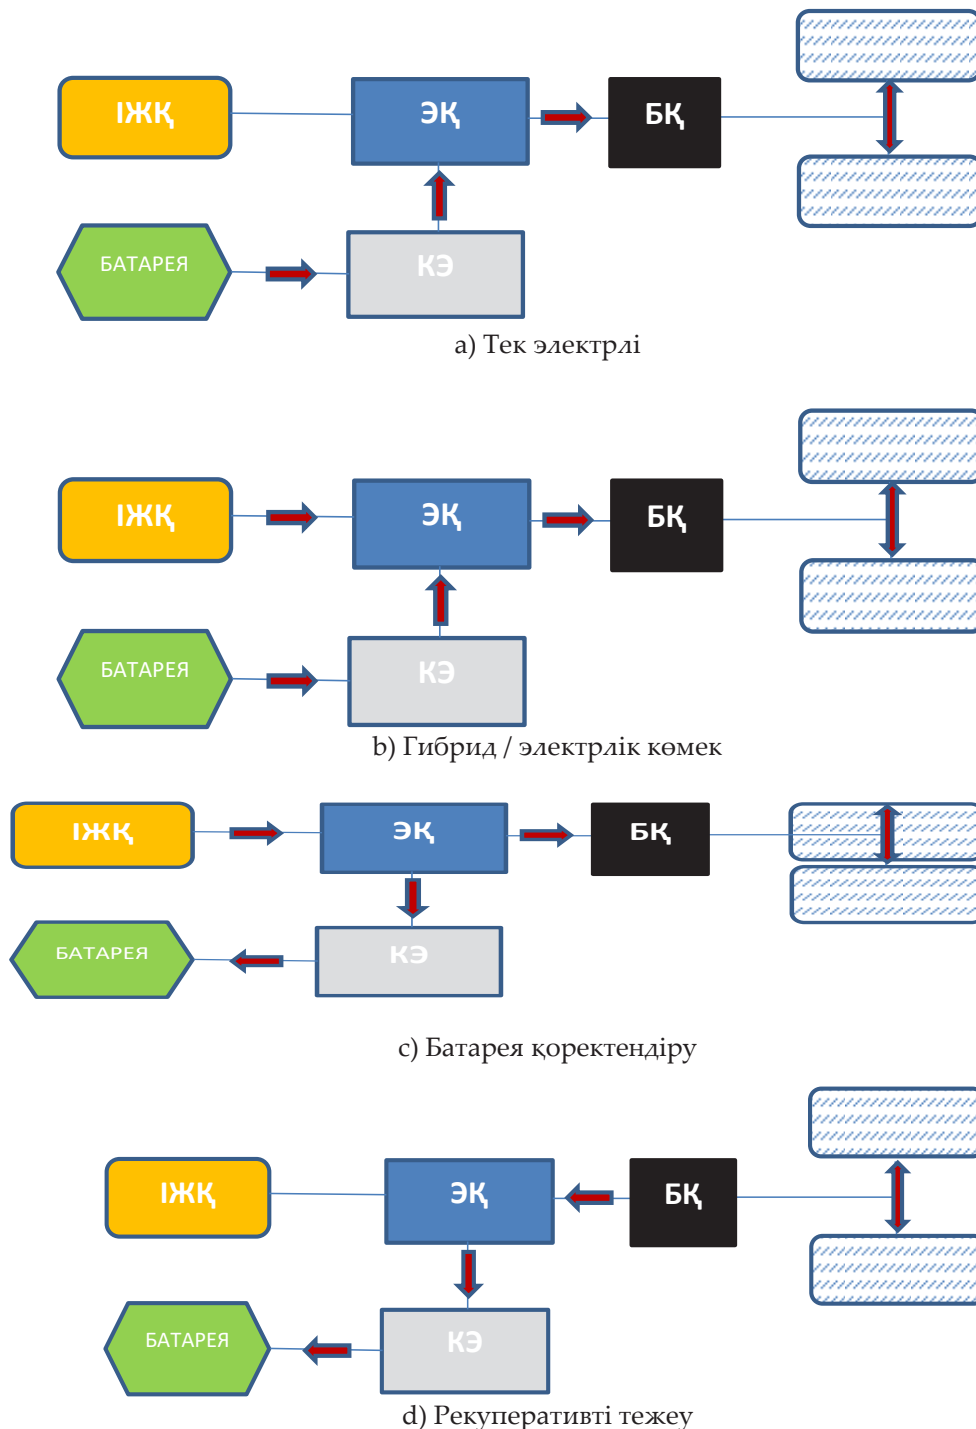 ІЖҚ ЭҚ БҚ
БАТАРЕЯ КЭ
a) Тек электрлі
ІЖҚ ЭҚ БҚ
БАТАРЕЯ КЭ
b) Гибрид / электрлік көмек
ІЖҚ ЭҚ БҚ
БАТАРЕЯ КЭ
c) Батарея қоректендіру
ІЖҚ ЭҚ БҚ
БАТАРЕЯ КЭ
d) Рекуперативті тежеу